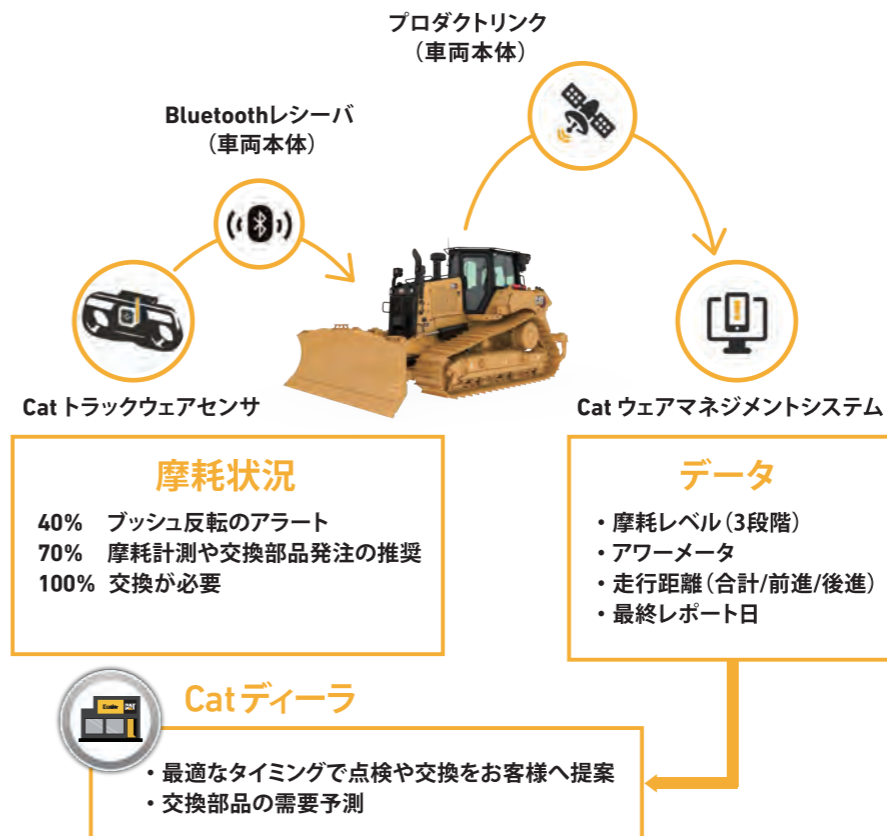 プロダクトリンク
（車両本体）
Bluetoothレシーバ
（車両本体）
Cat トラックウェアセンサ
Cat ウェアマネジメントシステム
摩耗状況
40% ブッシュ反転のアラート
70% 摩耗計測や交換部品発注の推奨
100% 交換が必要
データ
・摩耗レベル（3段階）
・アワーメータ
・走行距離（合計/前進/後進）
・最終レポート日
Cat ディーラ
・最適なタイミングで点検や交換をお客様へ提案
・交換部品の需要予測